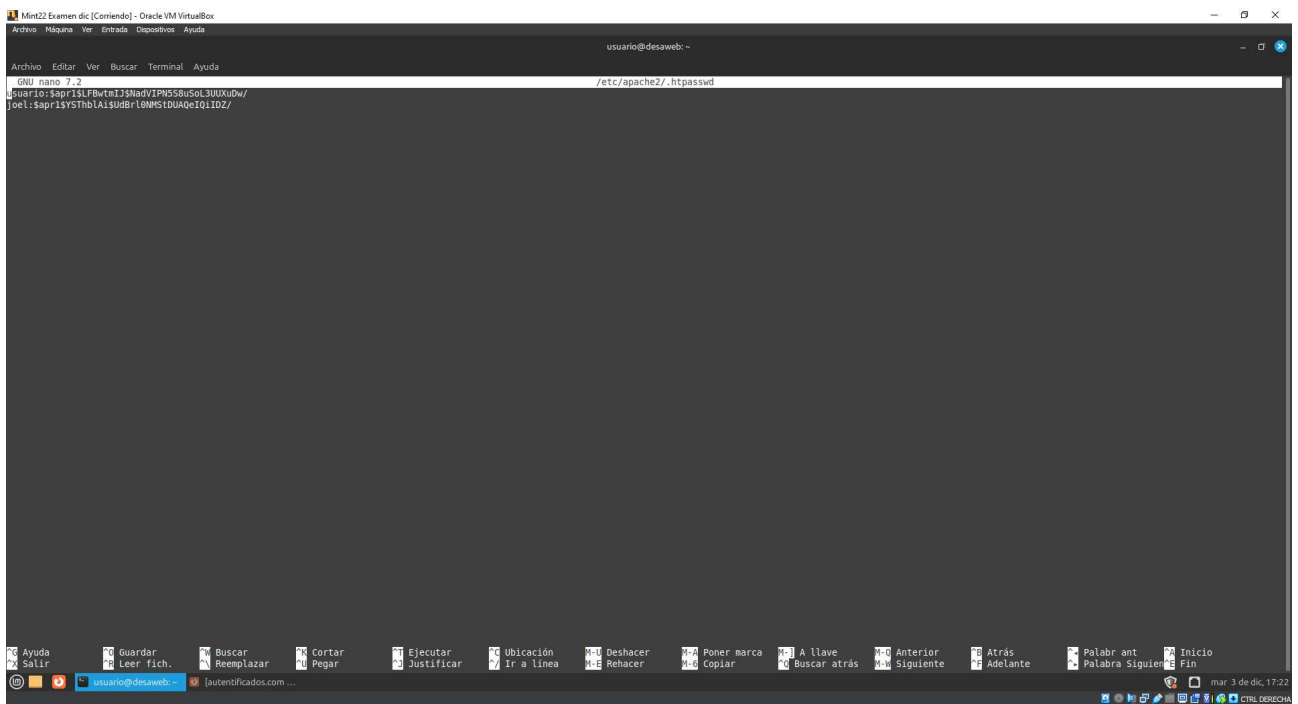 Mint22 Examen dic [Corriendo] - Oracle VM VirtualBox
Archivo Máquina Ver Entrada Dispositivos Ayuda
usuario@desaweb: ~
Archivo Editar Ver Buscar Terminal Ayuda
GNU nano 7.2 /etc/apache2/.htpasswd
usuario:$apr1$LFBwtmIJ$NadVIPN5S8uSoL3UUXuDw/
joel:$apr1$YSThblAi$UdBrl0NMStDUAQeIQiIDZ/
^G Ayuda ^O Guardar ^W Buscar ^K Cortar ^T Ejecutar ^C Ubicación M-U Deshacer M-A Poner marca M-] A llave M-Q Anterior ^B Atrás ^◂ Palabr ant ^A Inicio
^X Salir ^R Leer fich. ^\ Reemplazar ^U Pegar ^J Justificar ^/ Ir a línea M-E Rehacer M-6 Copiar ^Q Buscar atrás M-W Siguiente ^F Adelante ^▸ Palabra Siguien ^E Fin
usuario@desaweb: ~ [autentificados.com ... mar 3 de dic, 17:22
CTRL DERECHA